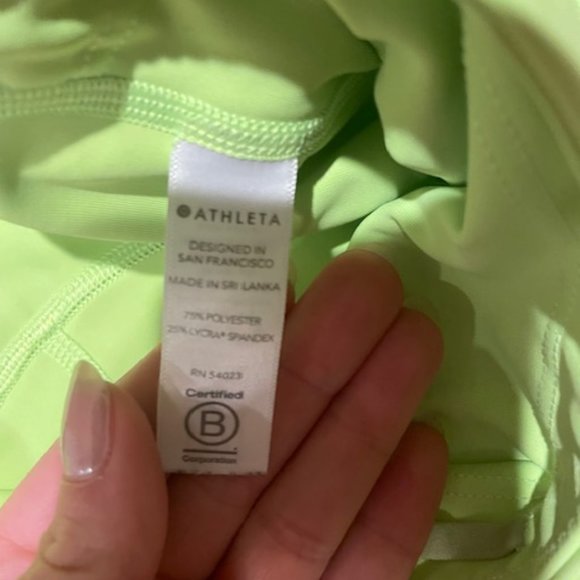 ATHLETA
DESIGNED IN
SAN FRANCISCO
MADE IN SRI LANKA
75% POLYESTER
25% LYCRA® SPANDEX
RN 54023
Certified
B
Corporation